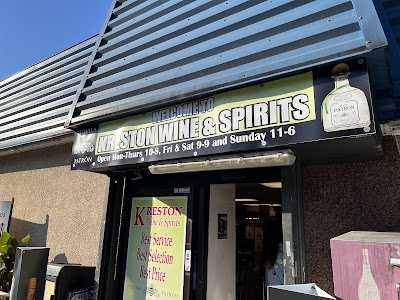 WELCOME TO
KRESTON WINE & SPIRITS
Open Mon-Thurs 10-8, Fri & Sat 9-9 and Sunday 11-6
PATRÓN
PATRÓN
KRESTON
Wine & Spirits
Best Service
Best Selection
Best Price
PATRÓN